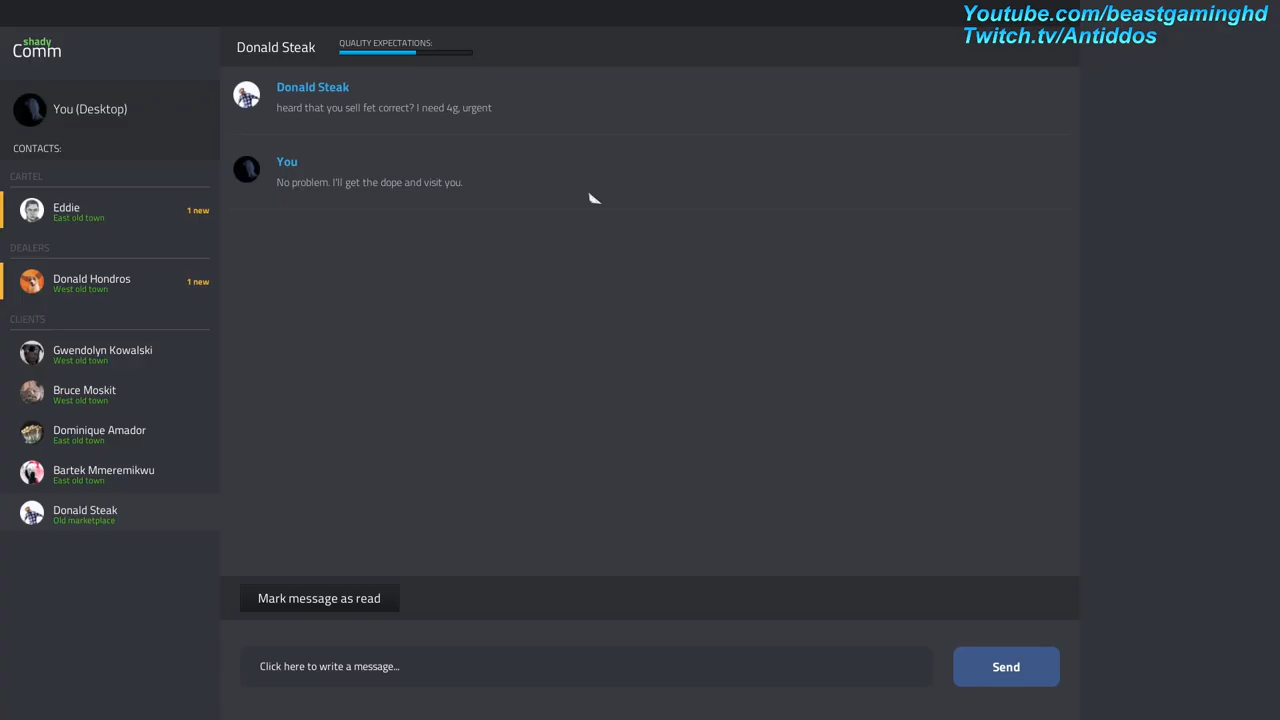 Youtube.com/beastgaminghd
Twitch.tv/Antiddos
shady
Comm
Donald Steak
QUALITY EXPECTATIONS:
You (Desktop)
CONTACTS:
CARTEL
Eddie
East old town
1 new
DEALERS
Donald Hondros
West old town
1 new
CLIENTS
Gwendolyn Kowalski
West old town
Bruce Moskit
West old town
Dominique Amador
East old town
Bartek Mmeremikwu
East old town
Donald Steak
Old marketplace
Donald Steak
heard that you sell fet correct? I need 4g, urgent
You
No problem. I'll get the dope and visit you.
Mark message as read
Click here to write a message...
Send